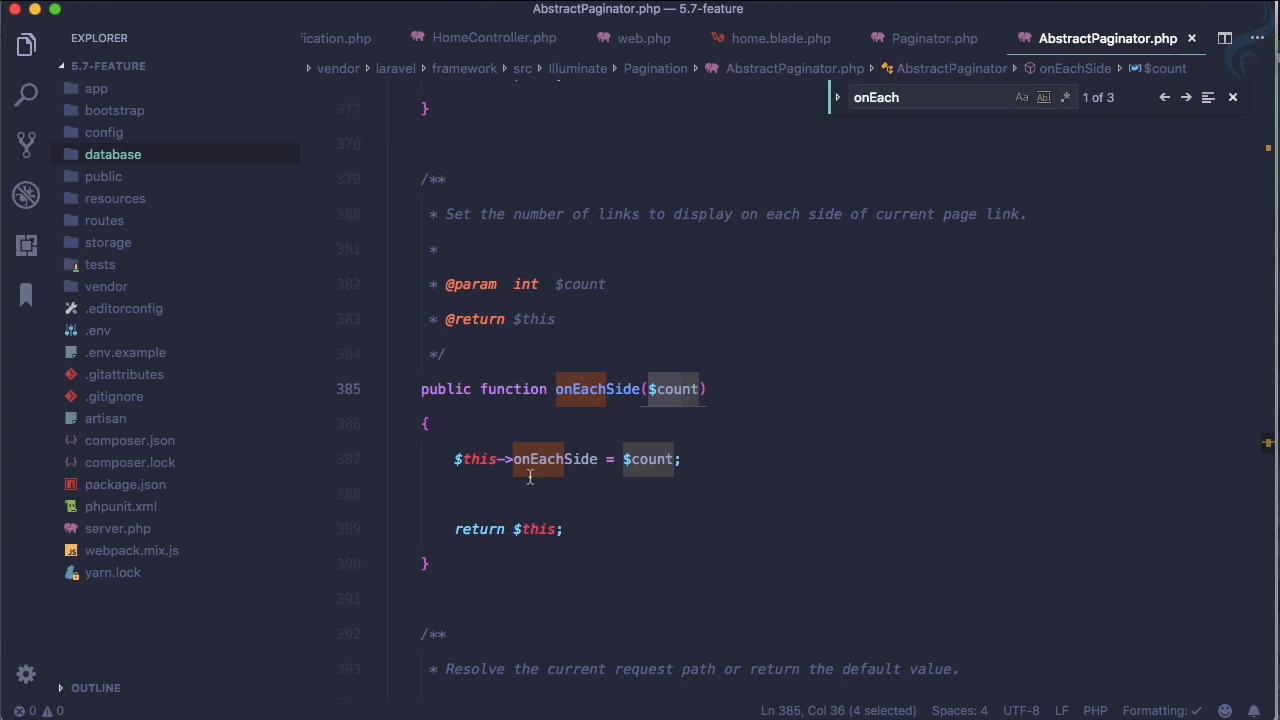 AbstractPaginator.php — 5.7-feature
EXPLORER
ication.php
HomeController.php
web.php
home.blade.php
Paginator.php
AbstractPaginator.php
5.7-FEATURE
vendor
laravel
framework
src
Illuminate
Pagination
AbstractPaginator.php
AbstractPaginator
onEachSide
$count
app
bootstrap
config
database
public
resources
routes
storage
tests
vendor
.editorconfig
.env
.env.example
.gitattributes
.gitignore
artisan
composer.json
composer.lock
package.json
phpunit.xml
server.php
webpack.mix.js
yarn.lock
OUTLINE
onEach
Aa
Abl
.*
1 of 3
377 }
378
379 /**
380 * Set the number of links to display on each side of current page link.
381 *
382 * @param  int  $count
383 * @return $this
384 */
385 public function onEachSide($count)
386 {
387 $this->onEachSide = $count;
388
389 return $this;
390 }
391
392 /**
393 * Resolve the current request path or return the default value.
0
0
Ln 385, Col 36 (4 selected)
Spaces: 4
UTF-8
LF
PHP
Formatting: ✓